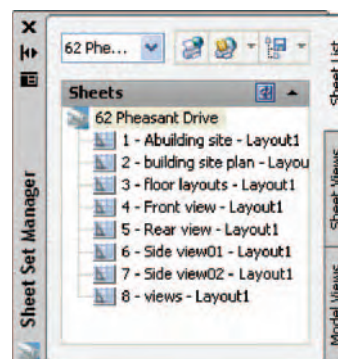 62 Phe...
Sheets
62 Pheasant Drive
1 - Abuilding site - Layout1
2 - building site plan - Layou
3 - floor layouts - Layout1
4 - Front view - Layout1
5 - Rear view - Layout1
6 - Side view01 - Layout1
7 - Side view02 - Layout1
8 - views - Layout1
Sheet Set Manager
Sheet List
Sheet Views
Model Views